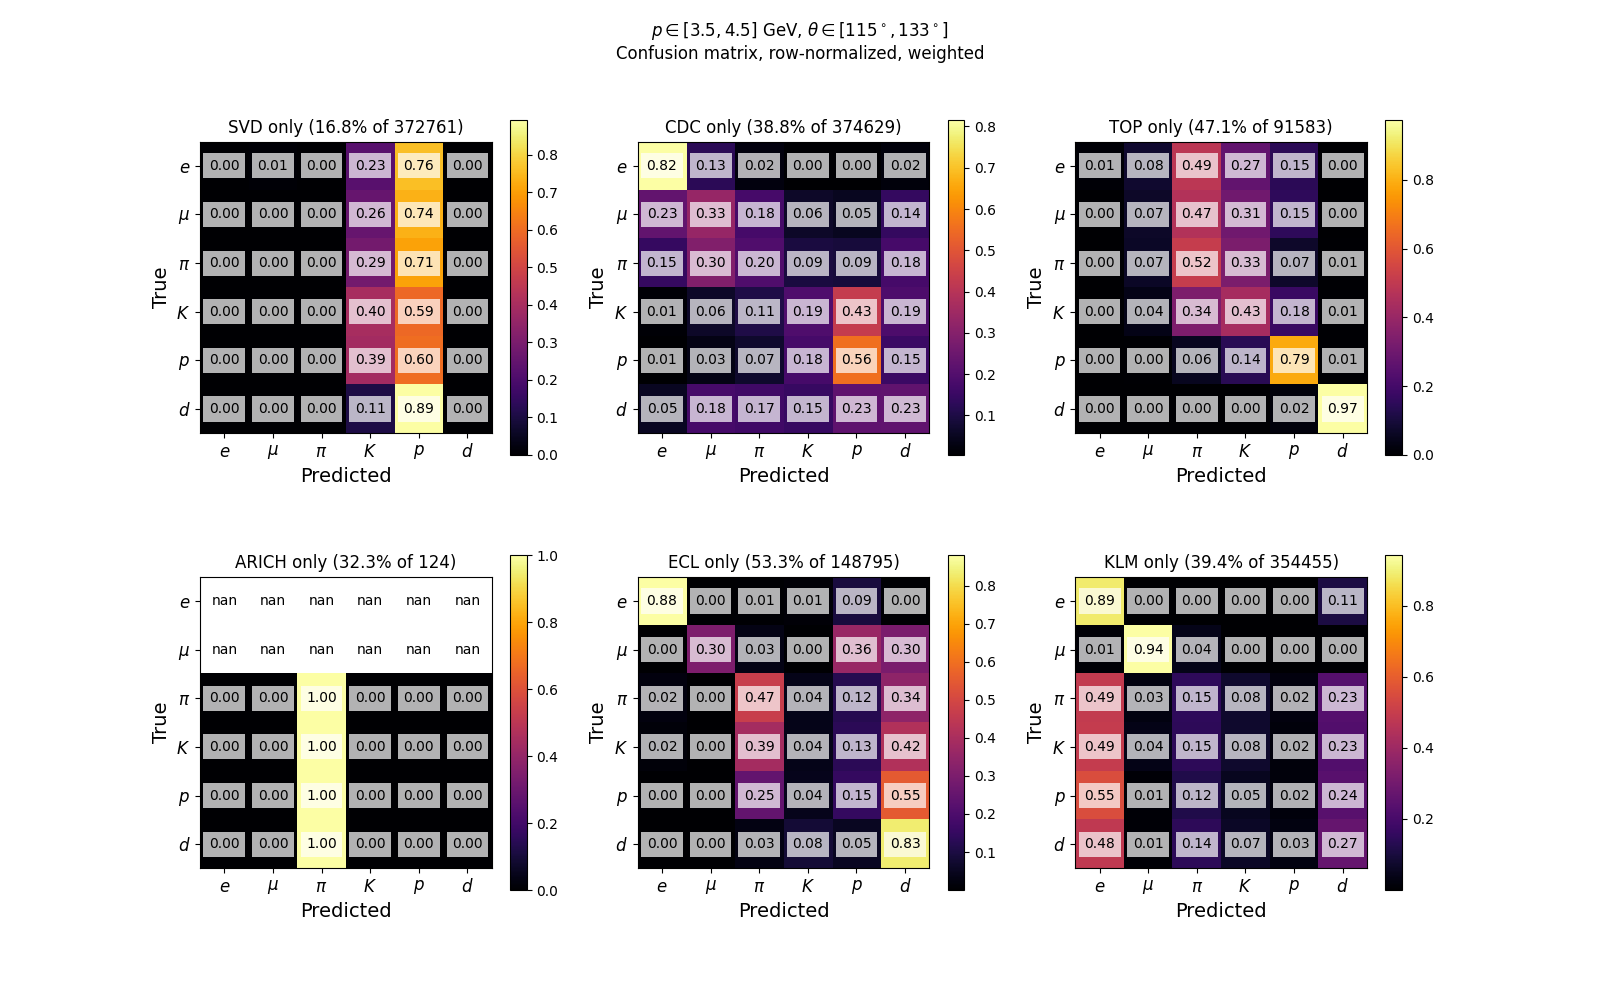 p ∈ [3.5, 4.5] GeV, θ ∈ [115°, 133°]
Confusion matrix, row-normalized, weighted
SVD only (16.8% of 372761)
True
e 0.00 0.01 0.00 0.23 0.76 0.00
μ 0.00 0.00 0.00 0.26 0.74 0.00
π 0.00 0.00 0.00 0.29 0.71 0.00
K 0.00 0.00 0.00 0.40 0.59 0.00
p 0.00 0.00 0.00 0.39 0.60 0.00
d 0.00 0.00 0.00 0.11 0.89 0.00
e μ π K p d
Predicted
0.8
0.7
0.6
0.5
0.4
0.3
0.2
0.1
0.0
CDC only (38.8% of 374629)
True
e 0.82 0.13 0.02 0.00 0.00 0.02
μ 0.23 0.33 0.18 0.06 0.05 0.14
π 0.15 0.30 0.20 0.09 0.09 0.18
K 0.01 0.06 0.11 0.19 0.43 0.19
p 0.01 0.03 0.07 0.18 0.56 0.15
d 0.05 0.18 0.17 0.15 0.23 0.23
e μ π K p d
Predicted
0.8
0.7
0.6
0.5
0.4
0.3
0.2
0.1
TOP only (47.1% of 91583)
True
e 0.01 0.08 0.49 0.27 0.15 0.00
μ 0.00 0.07 0.47 0.31 0.15 0.00
π 0.00 0.07 0.52 0.33 0.07 0.01
K 0.00 0.04 0.34 0.43 0.18 0.01
p 0.00 0.00 0.06 0.14 0.79 0.01
d 0.00 0.00 0.00 0.00 0.02 0.97
e μ π K p d
Predicted
0.8
0.6
0.4
0.2
0.0
ARICH only (32.3% of 124)
True
e nan nan nan nan nan nan
μ nan nan nan nan nan nan
π 0.00 0.00 1.00 0.00 0.00 0.00
K 0.00 0.00 1.00 0.00 0.00 0.00
p 0.00 0.00 1.00 0.00 0.00 0.00
d 0.00 0.00 1.00 0.00 0.00 0.00
e μ π K p d
Predicted
1.0
0.8
0.6
0.4
0.2
0.0
ECL only (53.3% of 148795)
True
e 0.88 0.00 0.01 0.01 0.09 0.00
μ 0.00 0.30 0.03 0.00 0.36 0.30
π 0.02 0.00 0.47 0.04 0.12 0.34
K 0.02 0.00 0.39 0.04 0.13 0.42
p 0.00 0.00 0.25 0.04 0.15 0.55
d 0.00 0.00 0.03 0.08 0.05 0.83
e μ π K p d
Predicted
0.8
0.7
0.6
0.5
0.4
0.3
0.2
0.1
KLM only (39.4% of 354455)
True
e 0.89 0.00 0.00 0.00 0.00 0.11
μ 0.01 0.94 0.04 0.00 0.00 0.00
π 0.49 0.03 0.15 0.08 0.02 0.23
K 0.49 0.04 0.15 0.08 0.02 0.23
p 0.55 0.01 0.12 0.05 0.02 0.24
d 0.48 0.01 0.14 0.07 0.03 0.27
e μ π K p d
Predicted
0.8
0.6
0.4
0.2